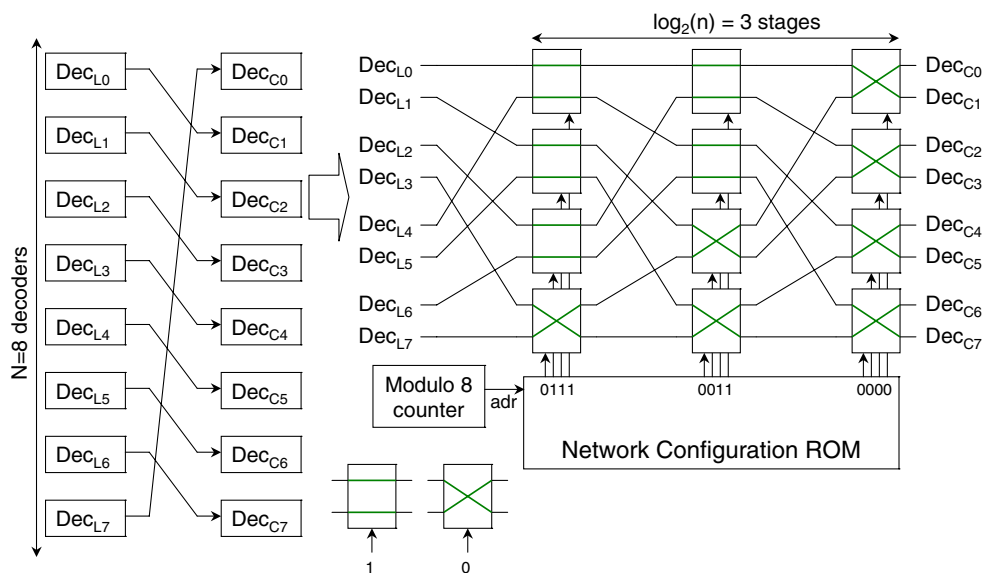 log2(n) = 3 stages
N=8 decoders
DecL0
DecL1
DecL2
DecL3
DecL4
DecL5
DecL6
DecL7
DecC0
DecC1
DecC2
DecC3
DecC4
DecC5
DecC6
DecC7
DecL0
DecL1
DecL2
DecL3
DecL4
DecL5
DecL6
DecL7
DecC0
DecC1
DecC2
DecC3
DecC4
DecC5
DecC6
DecC7
Modulo 8
counter
adr
0111
0011
0000
Network Configuration ROM
1
0